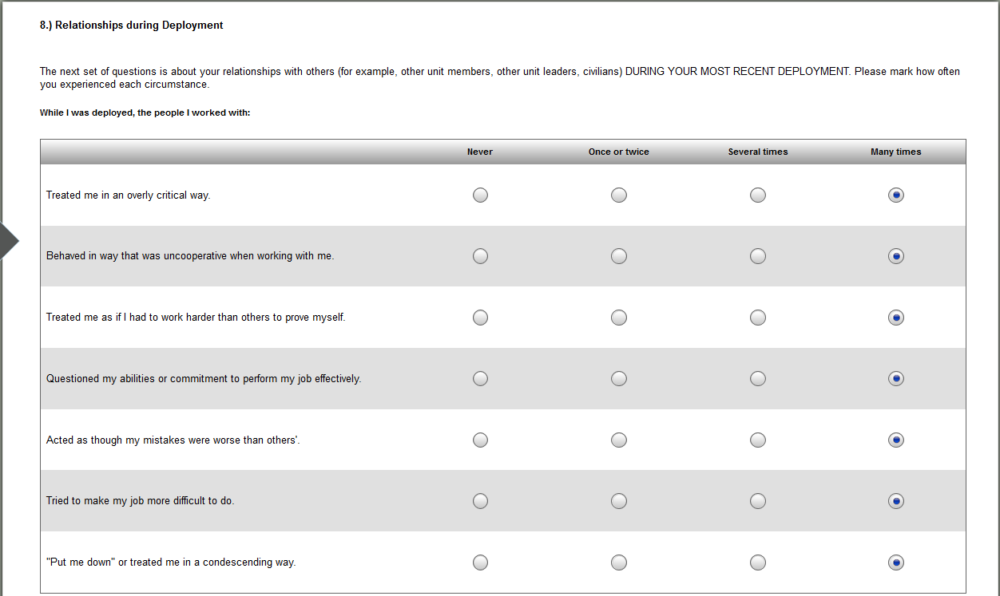 8.) Relationships during Deployment
The next set of questions is about your relationships with others (for example, other unit members, other unit leaders, civilians) DURING YOUR MOST RECENT DEPLOYMENT. Please mark how often
you experienced each circumstance.
While I was deployed, the people I worked with:
Never Once or twice Several times Many times
Treated me in an overly critical way.
Behaved in way that was uncooperative when working with me.
Treated me as if I had to work harder than others to prove myself.
Questioned my abilities or commitment to perform my job effectively.
Acted as though my mistakes were worse than others'.
Tried to make my job more difficult to do.
"Put me down" or treated me in a condescending way.